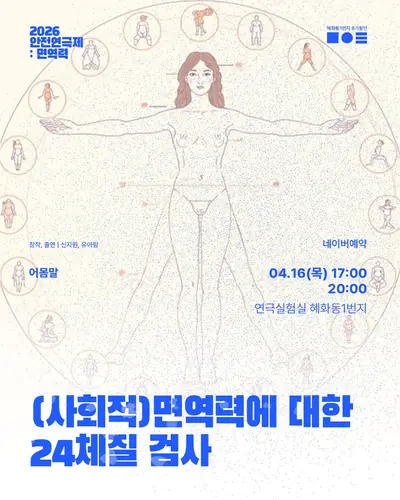 2026
안전연극제
: 면역력
혜화동1번지 8기동인
창작, 출연 | 신지원, 유아람
어몸말
네이버예약
04.16(목) 17:00
20:00
연극실험실 혜화동1번지
(사회적)면역력에 대한
24체질 검사